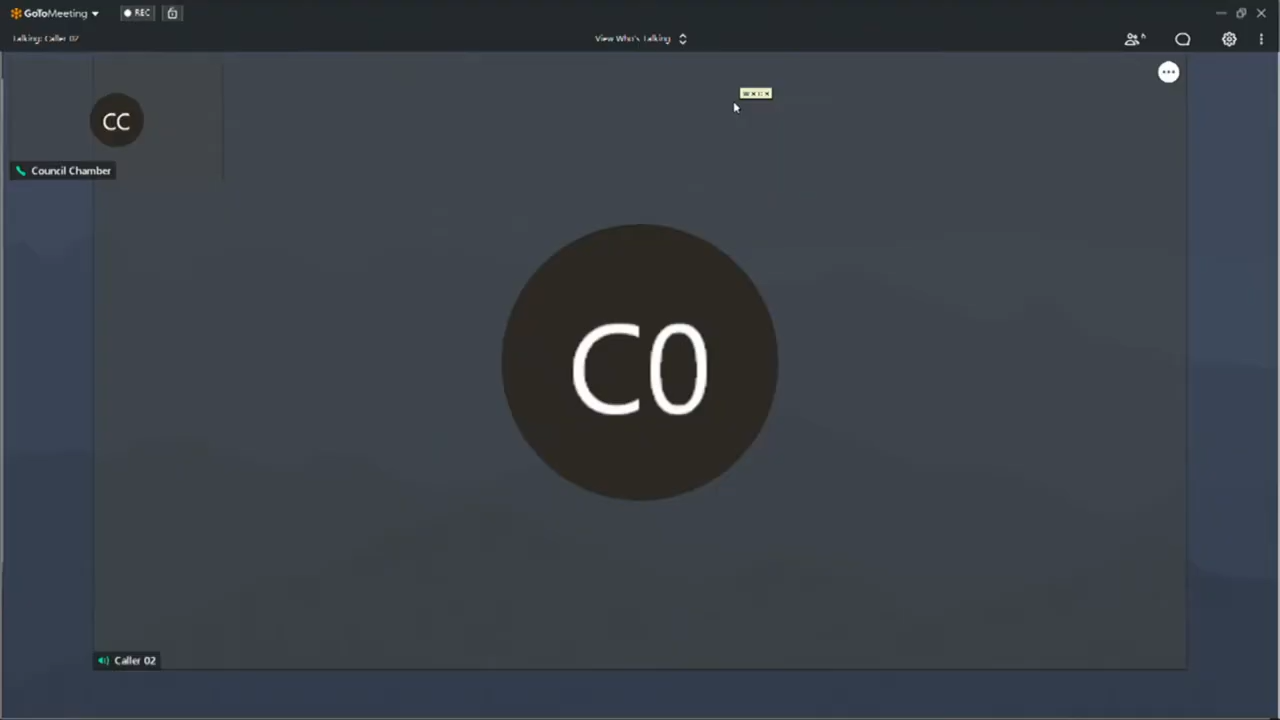 GoToMeeting
REC
Talking: Caller 02
View Who's Talking
CC
Council Chamber
C0
Caller 02